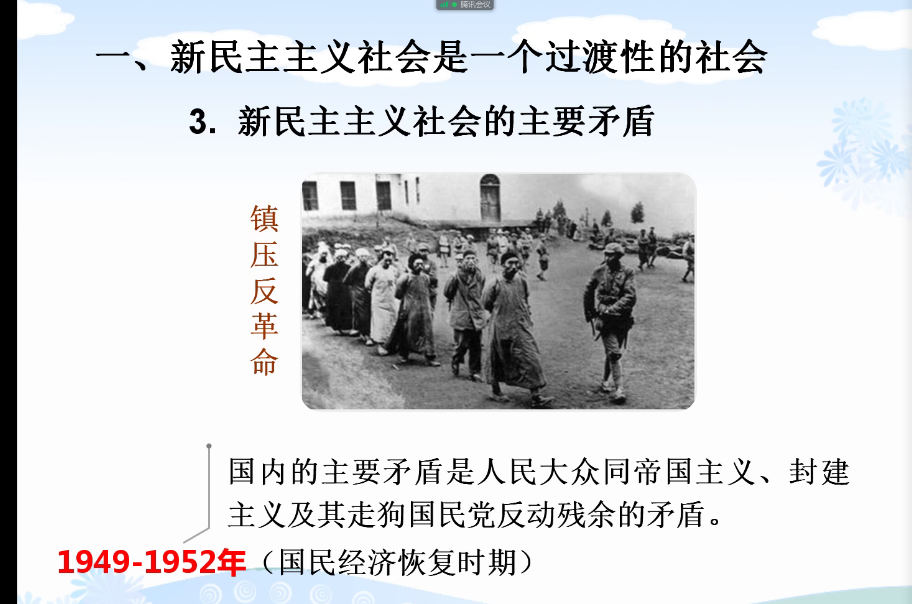 腾讯会议
一、新民主主义社会是一个过渡性的社会
3. 新民主主义社会的主要矛盾
镇压反革命
国内的主要矛盾是人民大众同帝国主义、封建
主义及其走狗国民党反动残余的矛盾。
1949-1952年（国民经济恢复时期）